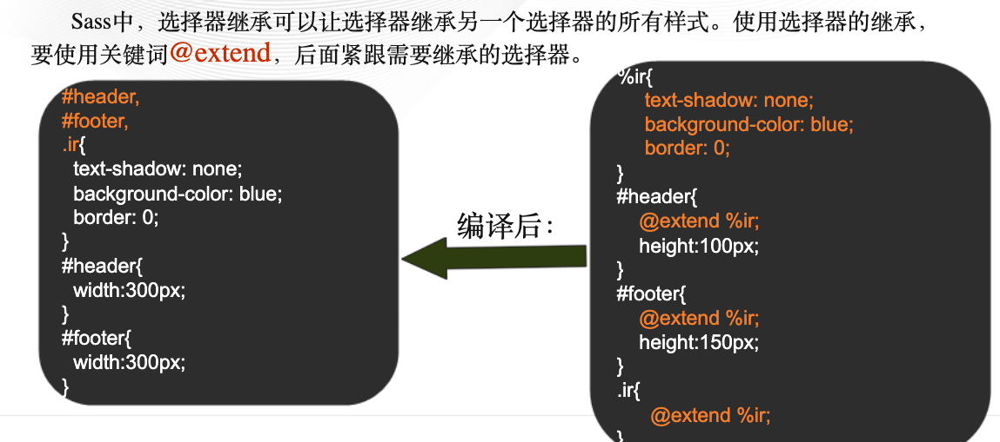 Sass中，选择器继承可以让选择器继承另一个选择器的所有样式。使用选择器的继承，
要使用关键词@extend，后面紧跟需要继承的选择器。
#header,
#footer,
.ir{
text-shadow: none;
background-color: blue;
border: 0;
}
#header{
width:300px;
}
#footer{
width:300px;
}
编译后：
%ir{
text-shadow: none;
background-color: blue;
border: 0;
}
#header{
@extend %ir;
height:100px;
}
#footer{
@extend %ir;
height:150px;
}
.ir{
@extend %ir;
}